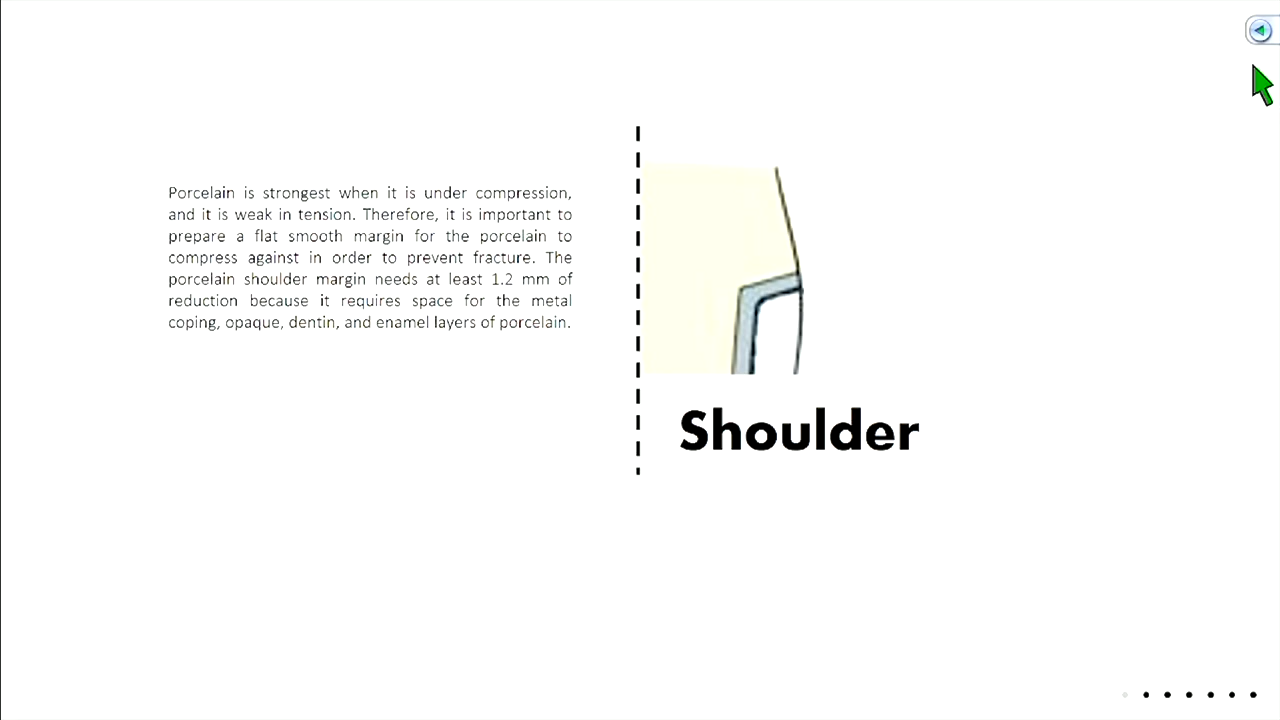 Porcelain is strongest when it is under compression,
and it is weak in tension. Therefore, it is important to
prepare a flat smooth margin for the porcelain to
compress against in order to prevent fracture. The
porcelain shoulder margin needs at least 1.2 mm of
reduction because it requires space for the metal
coping, opaque, dentin, and enamel layers of porcelain.
Shoulder